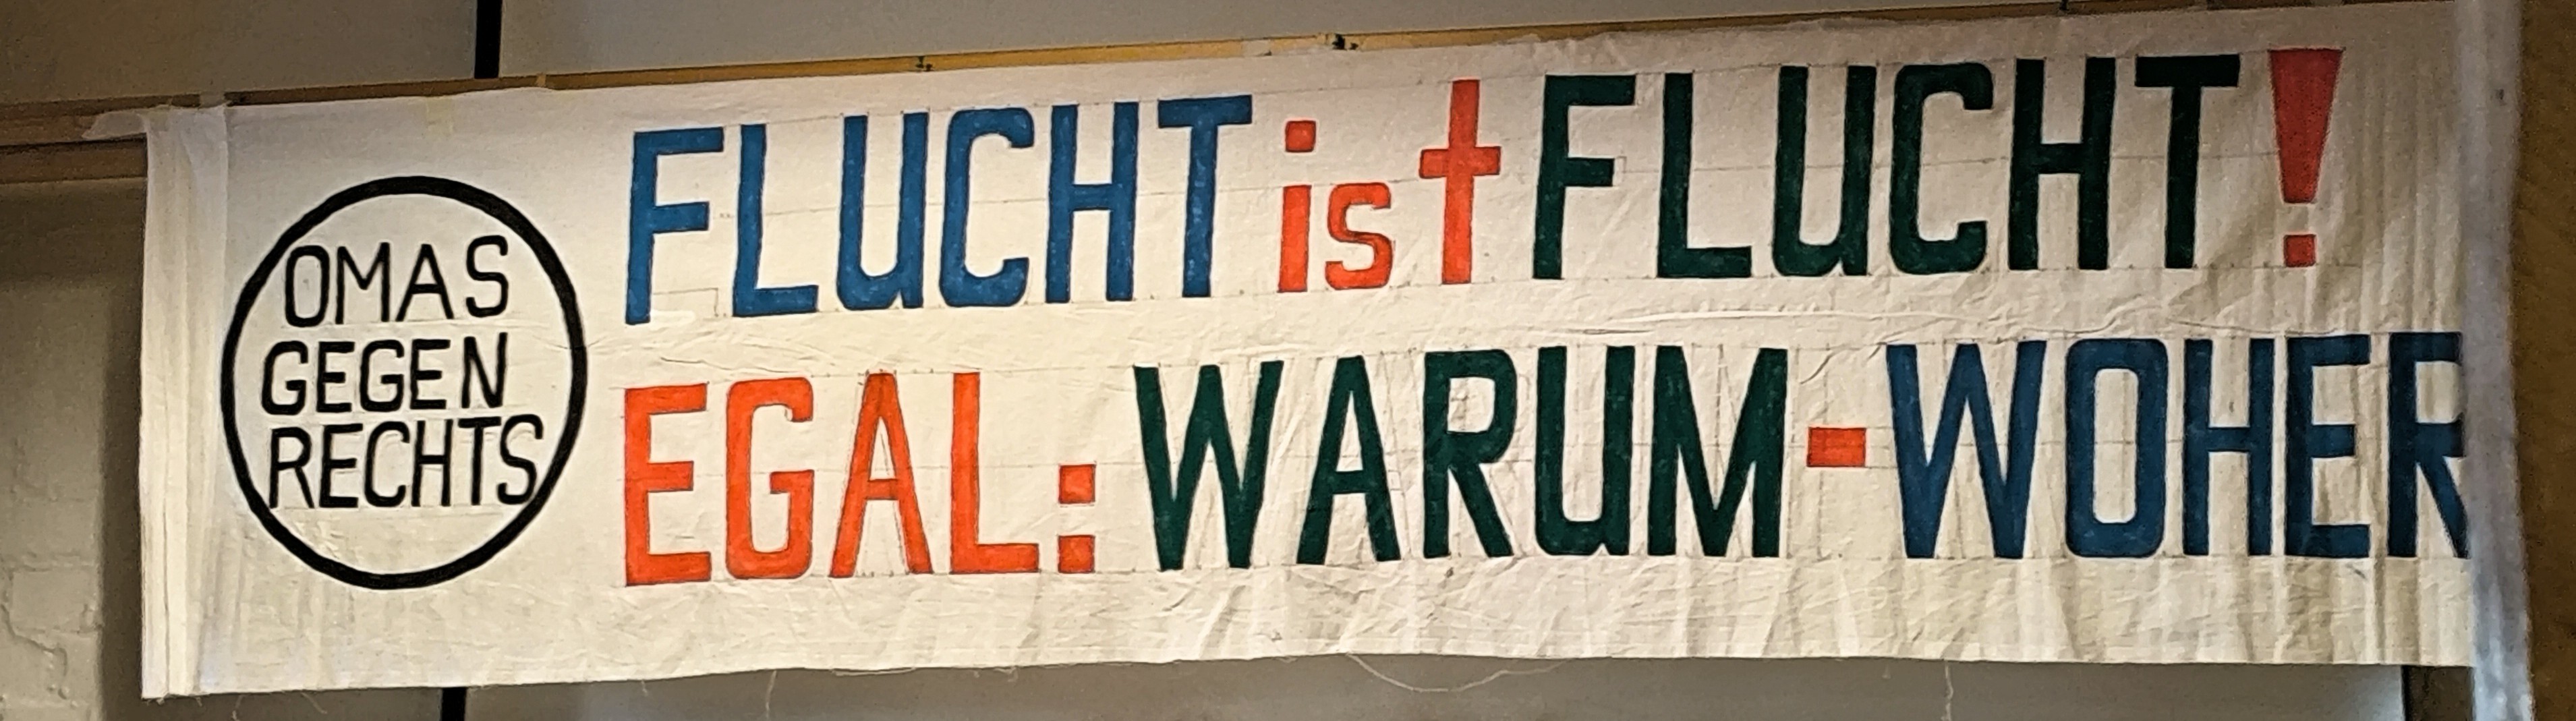 OMAS
GEGEN
RECHTS
FLUCHT ist FLUCHT!
EGAL: WARUM-WOHER